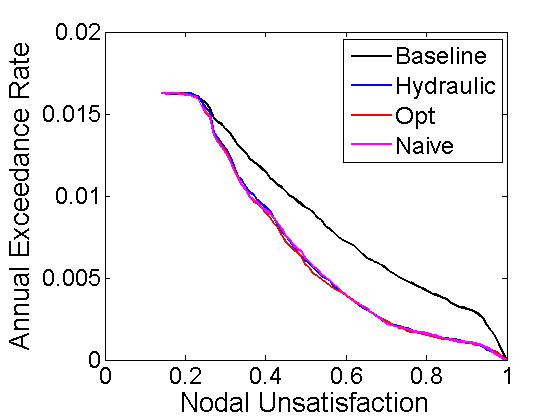 0.02
0.015
0.01
0.005
0
Annual Exceedance Rate
Baseline
Hydraulic
Opt
Naive
0 0.2 0.4 0.6 0.8 1
Nodal Unsatisfaction